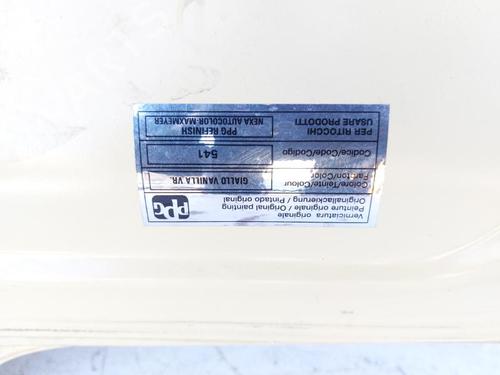 Verniciatura originale
Peinture originale / Original painting
Originallackierung / Pintado original
PPG
Colore/Teinte/Colour
Farbton/Color
GIALLO VANILLA VR.
Codice/Code/Codigo
541
PER RITOCCHI
USARE PRODOTTI
PPG REFINISH
NEXA AUTOCOLOR-MAXMEYER